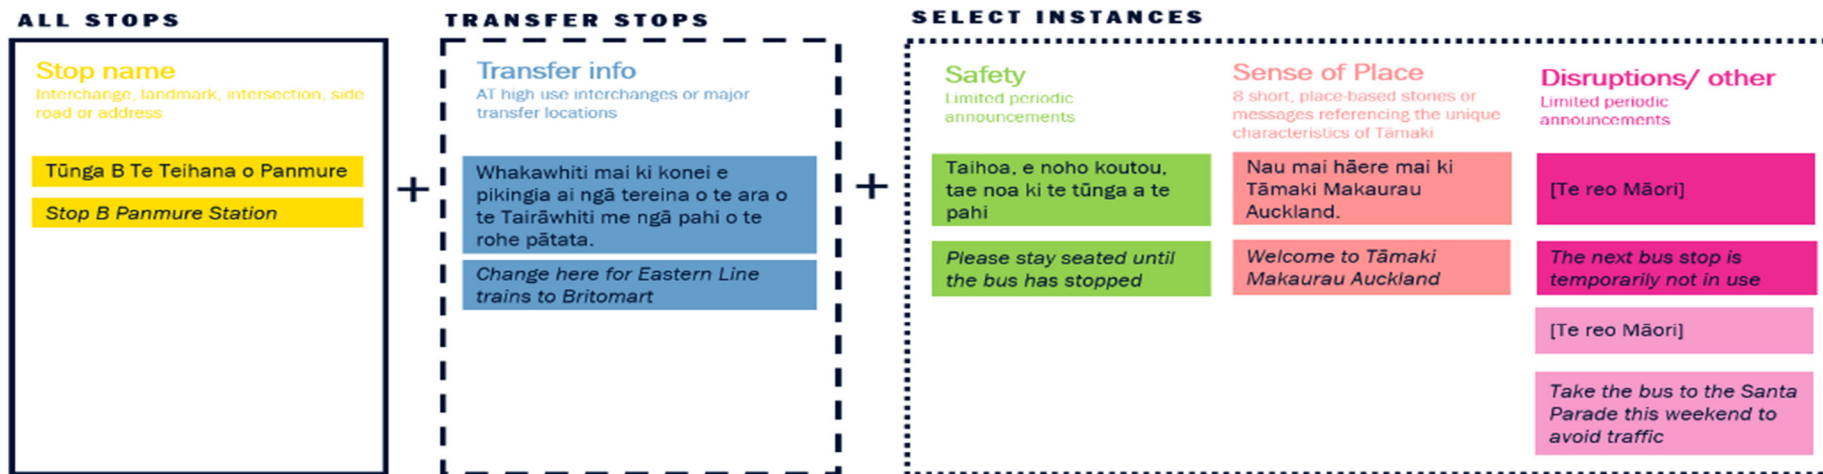 ALL STOPS
Stop name
Interchange, landmark, intersection, side
road or address
Tūnga B Te Teihana o Panmure
Stop B Panmure Station
+
TRANSFER STOPS
Transfer info
AT high use interchanges or major
transfer locations
Whakawhiti mai ki konei e
pikingia ai ngā tereina o te ara o
te Tairāwhiti me ngā pahi o te
rohe pātata.
Change here for Eastern Line
trains to Britomart
+
SELECT INSTANCES
Safety
Limited periodic
announcements
Taihoa, e noho koutou,
tae noa ki te tūnga a te
pahi
Please stay seated until
the bus has stopped
Sense of Place
8 short, place-based stories or
messages referencing the unique
characteristics of Tāmaki
Nau mai hāere mai ki
Tāmaki Makaurau
Auckland.
Welcome to Tāmaki
Makaurau Auckland
Disruptions/ other
Limited periodic
announcements
[Te reo Māori]
The next bus stop is
temporarily not in use
[Te reo Māori]
Take the bus to the Santa
Parade this weekend to
avoid traffic